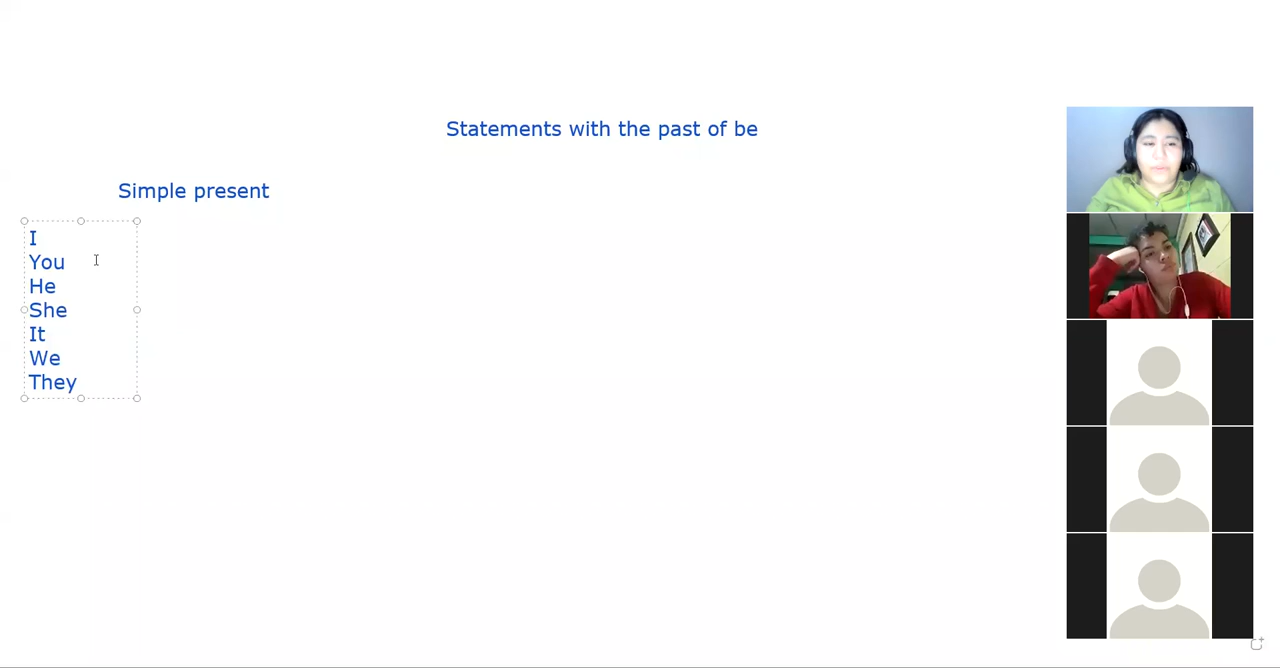 Statements with the past of be
Simple present
I
You
He
She
It
We
They